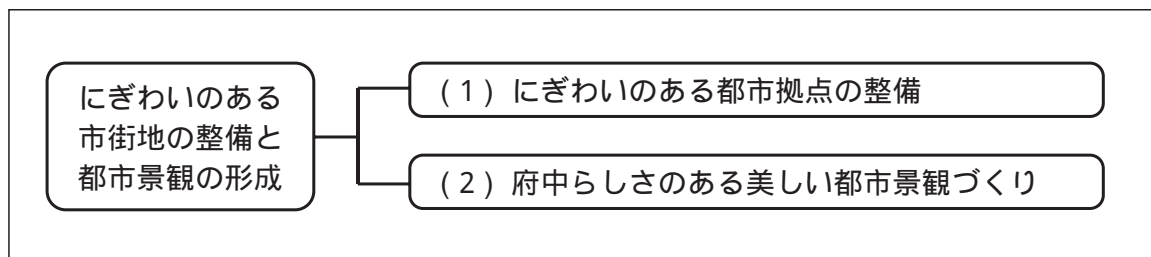 にぎわいのある
市街地の整備と
都市景観の形成
(1)にぎわいのある都市拠点の整備
(2)府中らしさのある美しい都市景観づくり